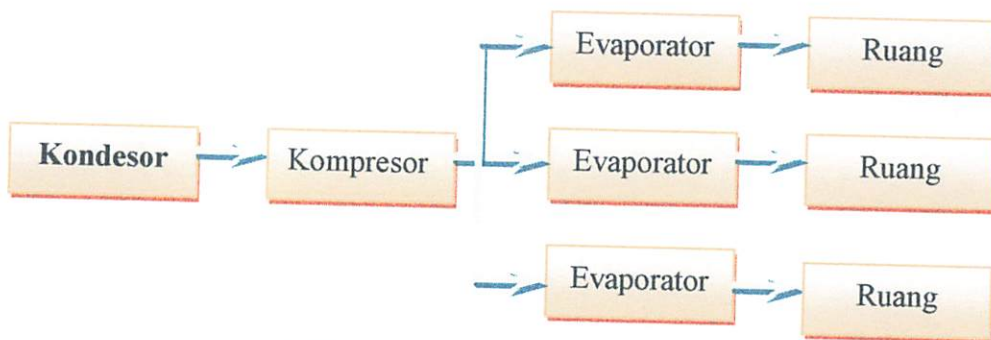 Evaporator
Ruang
Kondesor
Kompresor
Evaporator
Ruang
Evaporator
Ruang